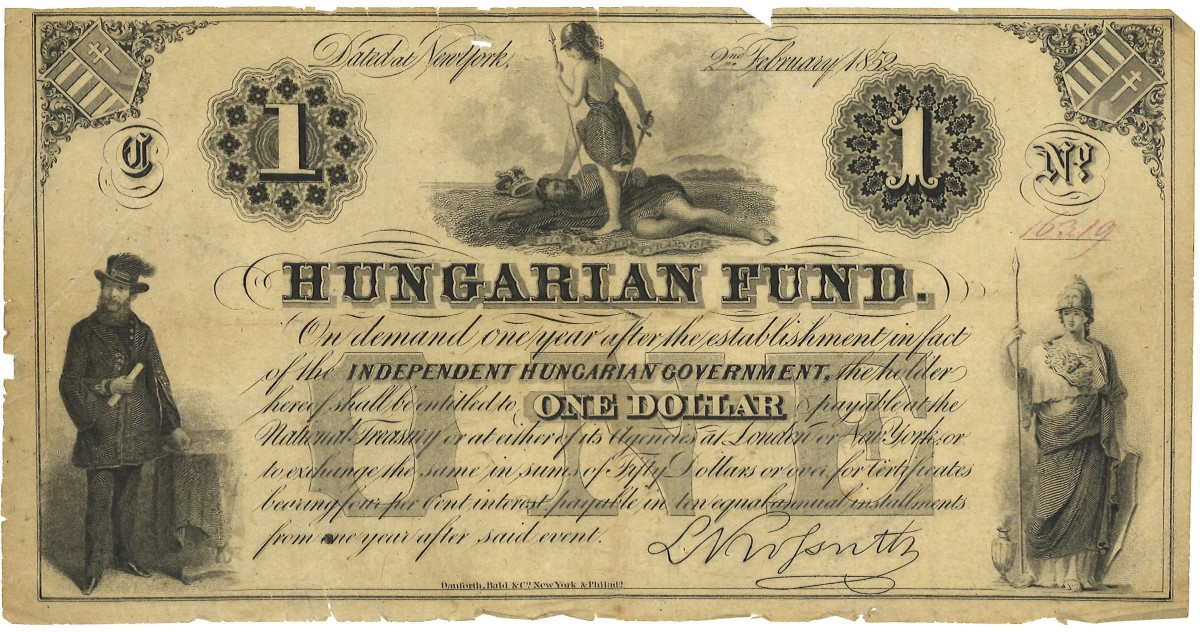 Dated at New York, 2nd February 1852
1 1
C No
16319
SIC SEMPER TYRANNIS
HUNGARIAN FUND.
On demand one year after the establishment in fact
of the INDEPENDENT HUNGARIAN GOVERNMENT, the holder
hereof shall be entitled to ONE DOLLAR payable at the
National Treasury or at either of its Agencies at London or New York, or
to exchange the same in sums of Fifty Dollars or over for Certificates
bearing four per Cent interest payable in ten equal annual installments
from one year after said event.
ONE
L Kossuth
Danforth, Bald & Co. New York & Philada.